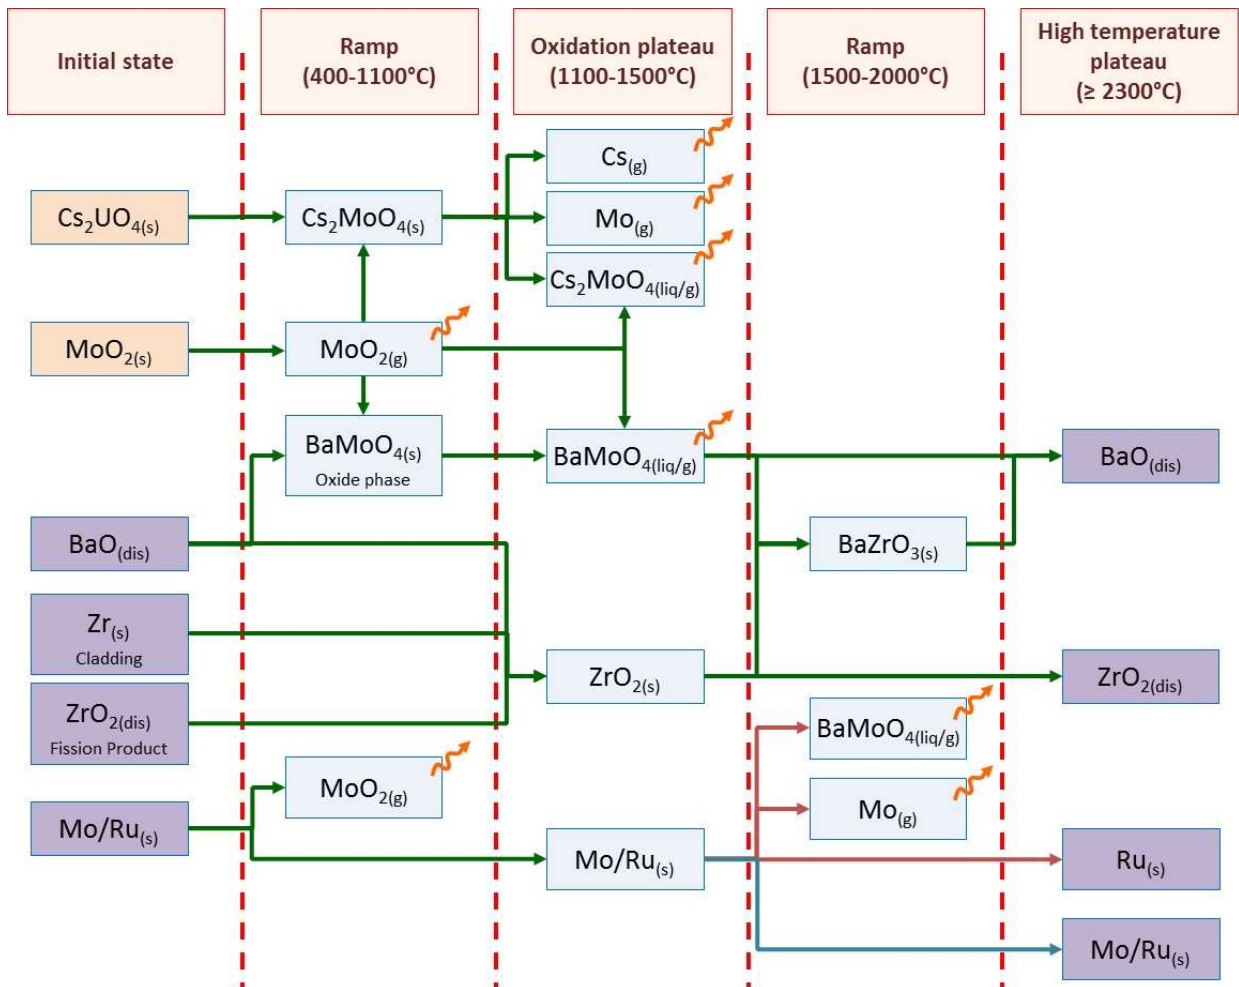 Initial state
Ramp
(400-1100°C)
Oxidation plateau
(1100-1500°C)
Ramp
(1500-2000°C)
High temperature
plateau
(≥ 2300°C)
Cs₂UO₄(s)
MoO₂(s)
BaO(dis)
Zr(s)
Cladding
ZrO₂(dis)
Fission Product
Mo/Ru(s)
Cs₂MoO₄(s)
MoO₂(g)
BaMoO₄(s)
Oxide phase
MoO₂(g)
Cs(g)
Mo(g)
Cs₂MoO₄(liq/g)
BaMoO₄(liq/g)
ZrO₂(s)
Mo/Ru(s)
BaZrO₃(s)
BaMoO₄(liq/g)
Mo(g)
BaO(dis)
ZrO₂(dis)
Ru(s)
Mo/Ru(s)